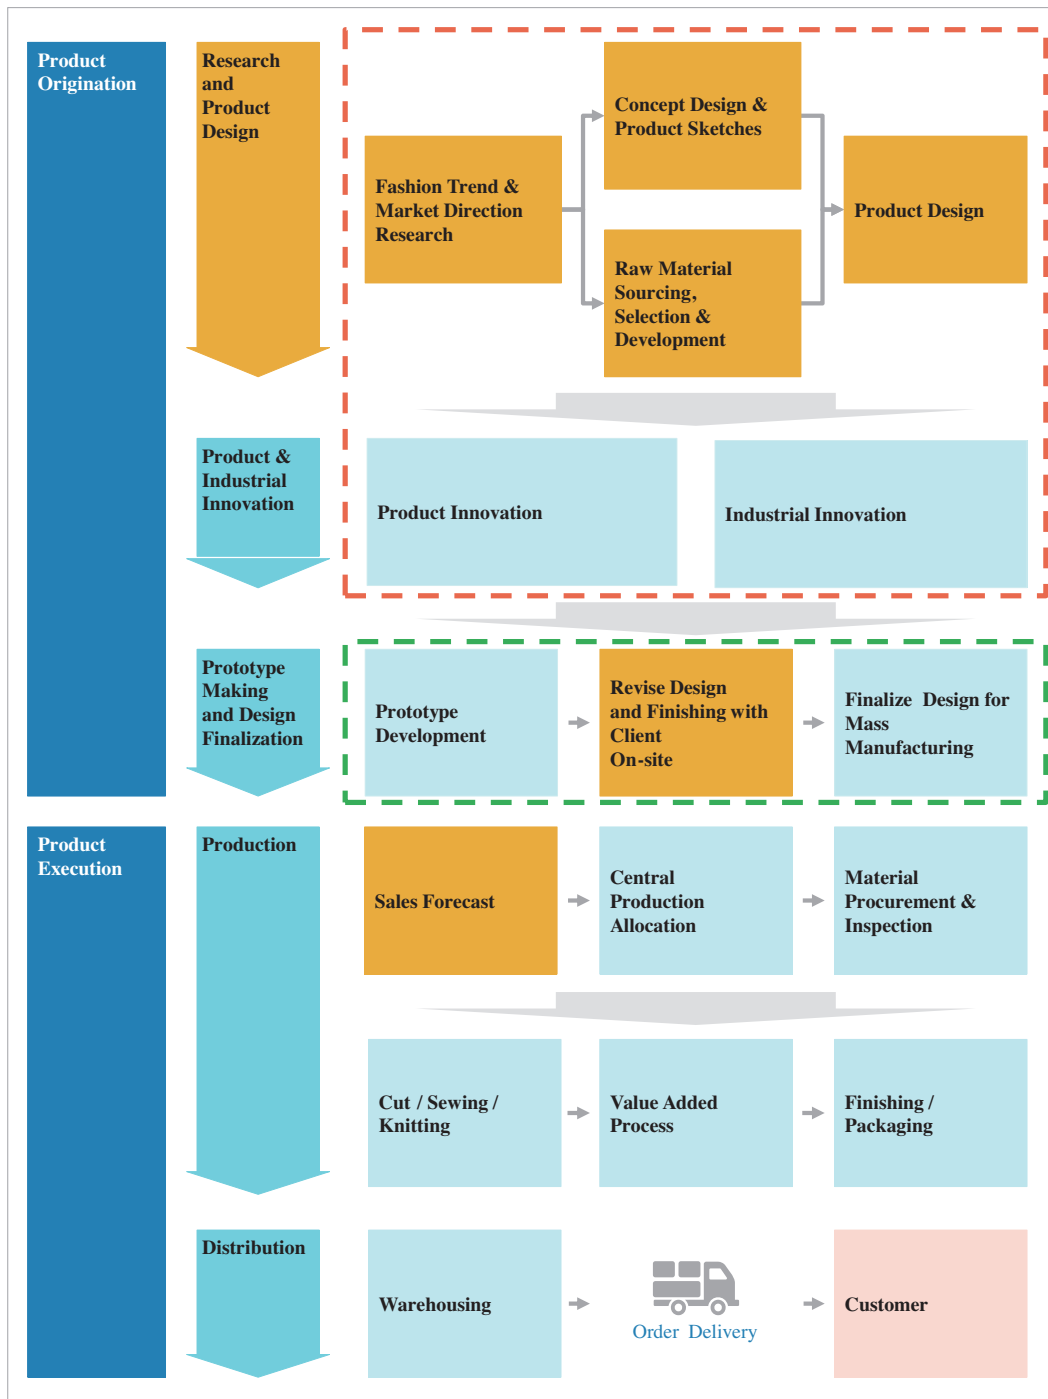 Product
Origination
Research
and
Product
Design
Fashion Trend &
Market Direction
Research
Concept Design &
Product Sketches
Raw Material
Sourcing,
Selection &
Development
Product Design
Product &
Industrial
Innovation
Product Innovation
Industrial Innovation
Prototype
Making
and Design
Finalization
Prototype
Development
Revise Design
and Finishing with
Client
On-site
Finalize Design for
Mass
Manufacturing
Product
Execution
Production
Sales Forecast
Central
Production
Allocation
Material
Procurement &
Inspection
Cut / Sewing /
Knitting
Value Added
Process
Finishing /
Packaging
Distribution
Warehousing
Order Delivery
Customer